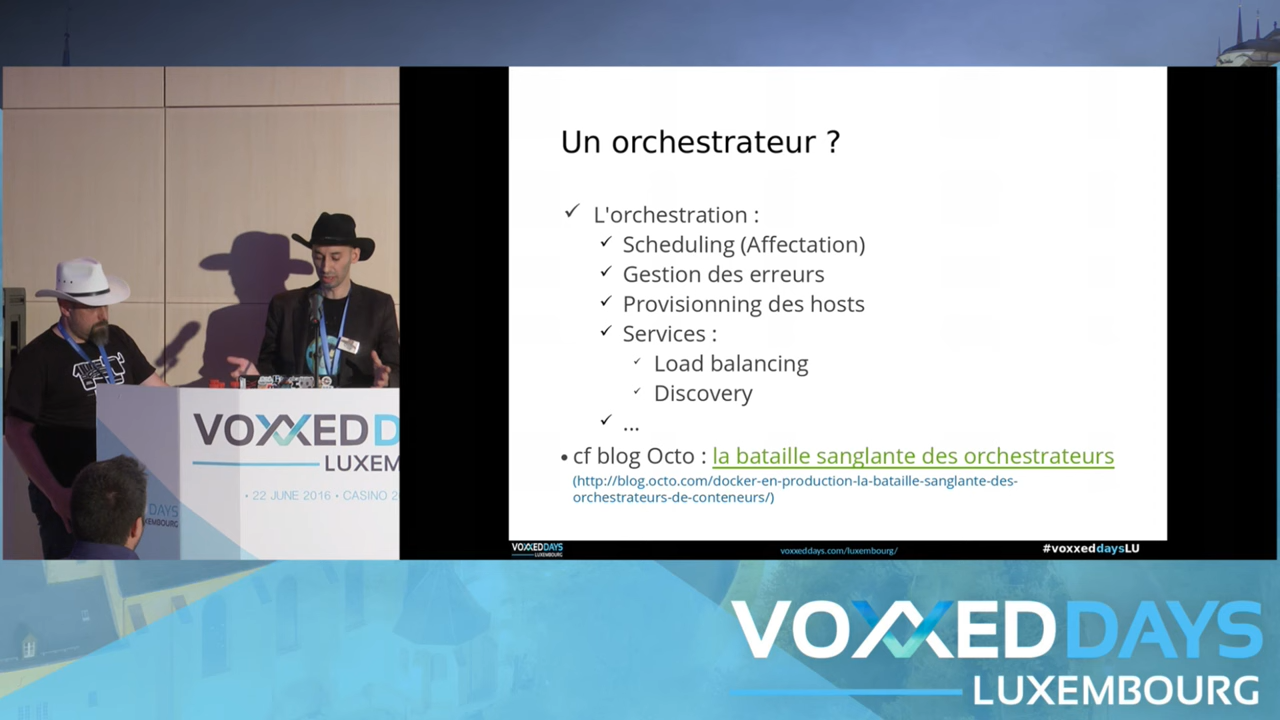 Un orchestrateur ?
✓ L'orchestration :
✓ Scheduling (Affectation)
✓ Gestion des erreurs
✓ Provisionning des hosts
✓ Services :
✓ Load balancing
✓ Discovery
✓ ...
• cf blog Octo : la bataille sanglante des orchestrateurs
(http://blog.octo.com/docker-en-production-la-bataille-sanglante-des-
orchestrateurs-de-conteneurs/)
VOXXEDDAYS
LUXEMBOURG
voxxeddays.com/luxembourg/
#voxxeddaysLU
VOXXED D
LUXEM
• 22 JUNE 2016 • CASINO 2
DAYS
EMBOURG
VOXXEDDAYS
LUXEMBOURG